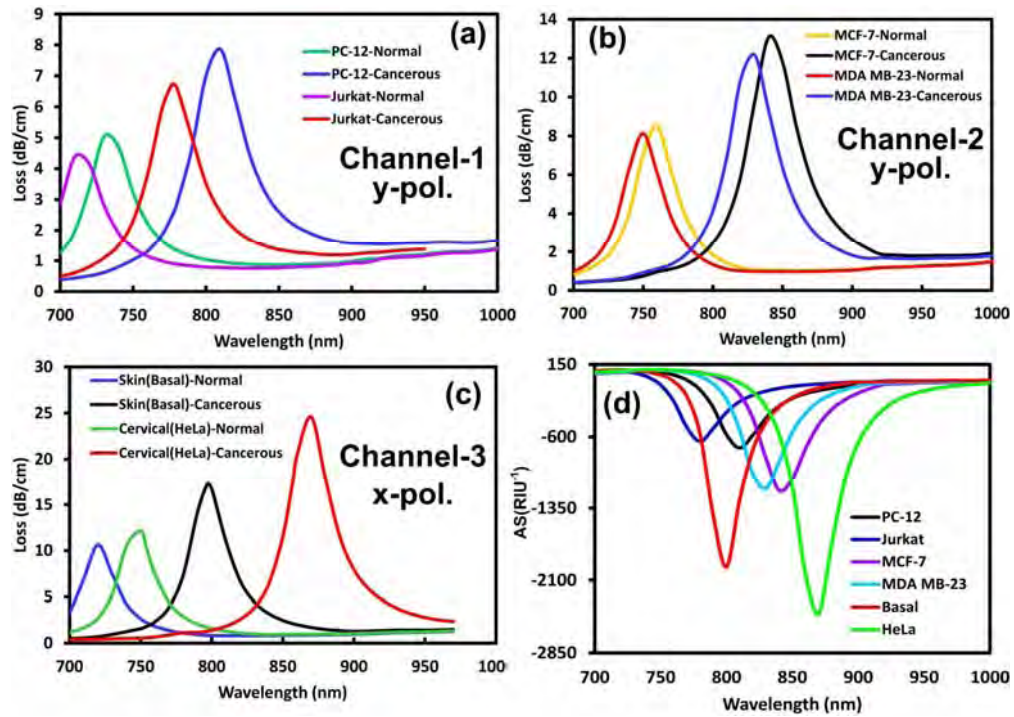 (a)
9
8
7
6
5
4
3
2
1
0
Loss (dB/cm)
PC-12-Normal
PC-12-Cancerous
Jurkat-Normal
Jurkat-Cancerous
Channel-1
y-pol.
700 750 800 850 900 950 1000
Wavelength (nm)
(b)
14
12
10
8
6
4
2
0
Loss (dB/cm)
MCF-7-Normal
MCF-7-Cancerous
MDA MB-23-Normal
MDA MB-23-Cancerous
Channel-2
y-pol.
700 750 800 850 900 950 1000
Wavelength (nm)
(c)
30
25
20
15
10
5
0
Loss (dB/cm)
Skin(Basal)-Normal
Skin(Basal)-Cancerous
Cervical(HeLa)-Normal
Cervical(HeLa)-Cancerous
Channel-3
x-pol.
700 750 800 850 900 950
Wavelength (nm)
(d)
150
-600
-1350
-2100
-2850
AS(RIU⁻¹)
PC-12
Jurkat
MCF-7
MDA MB-23
Basal
HeLa
700 750 800 850 900 950 1000
Wavelength (nm)